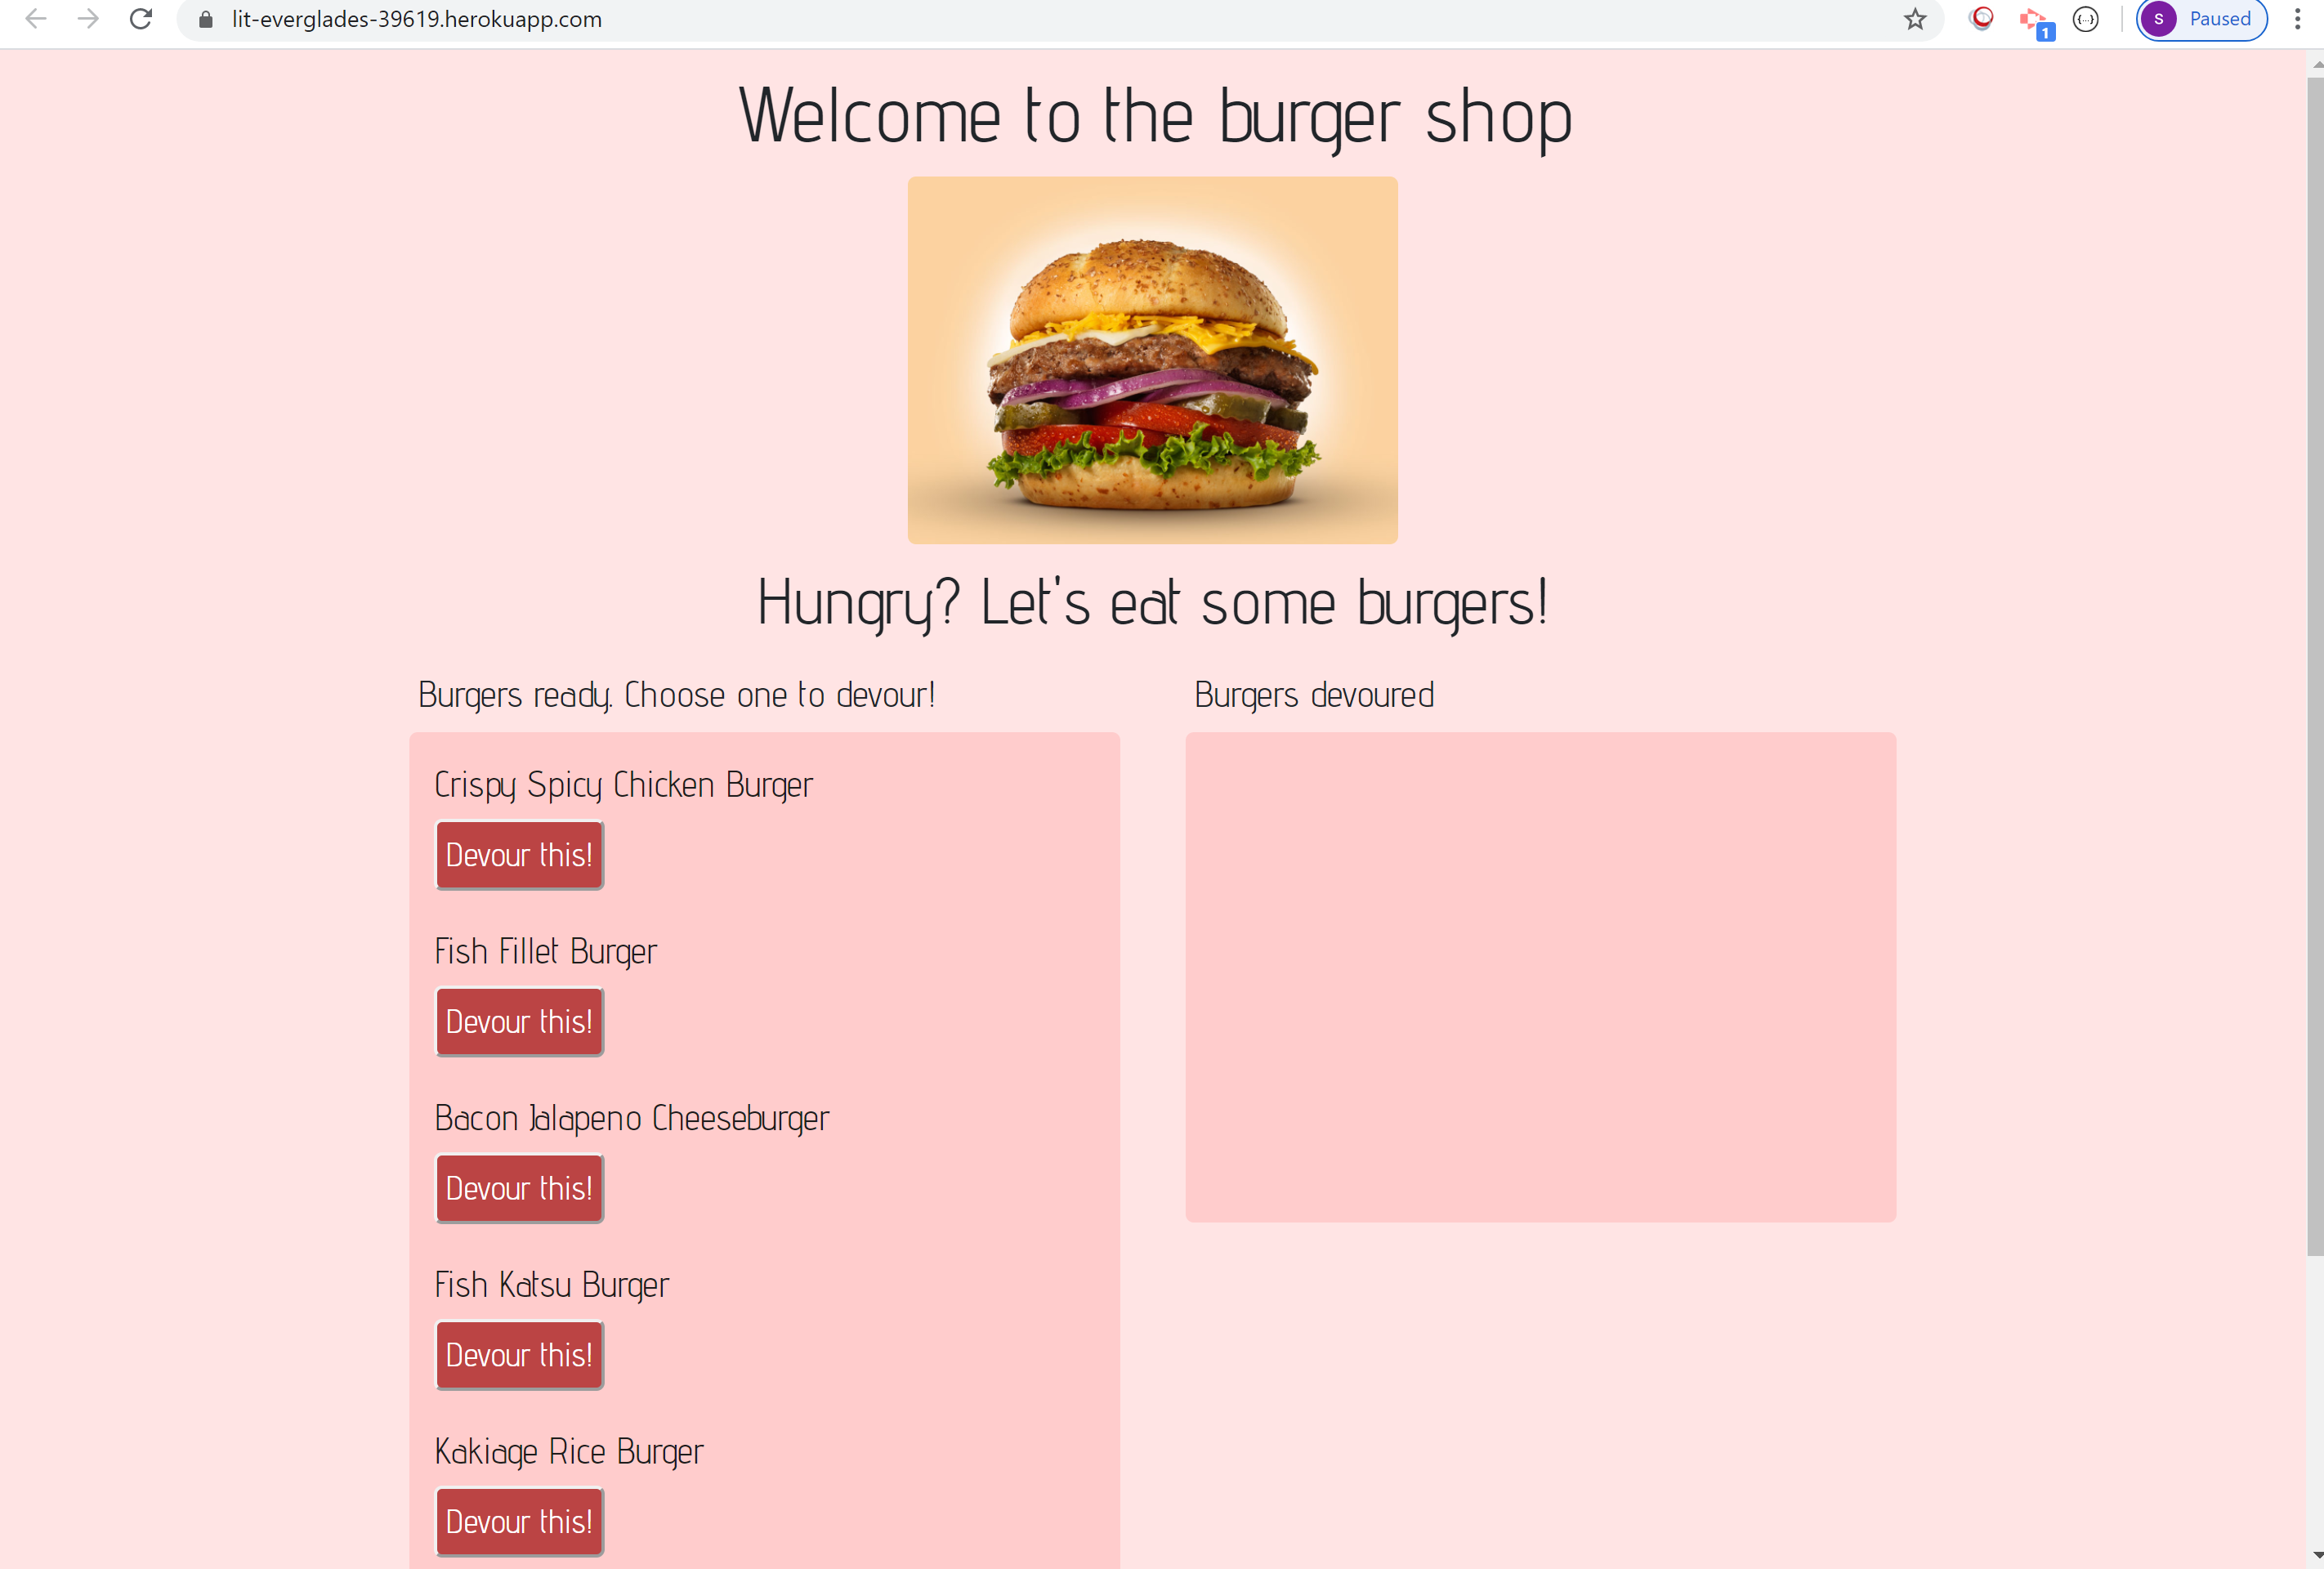 lit-everglades-39619.herokuapp.com
1
{...}
S
Paused
Welcome to the burger shop
Hungry? Let's eat some burgers!
Burgers ready. Choose one to devour!
Burgers devoured
Crispy Spicy Chicken Burger
Devour this!
Fish Fillet Burger
Devour this!
Bacon Jalapeno Cheeseburger
Devour this!
Fish Katsu Burger
Devour this!
Kakiage Rice Burger
Devour this!